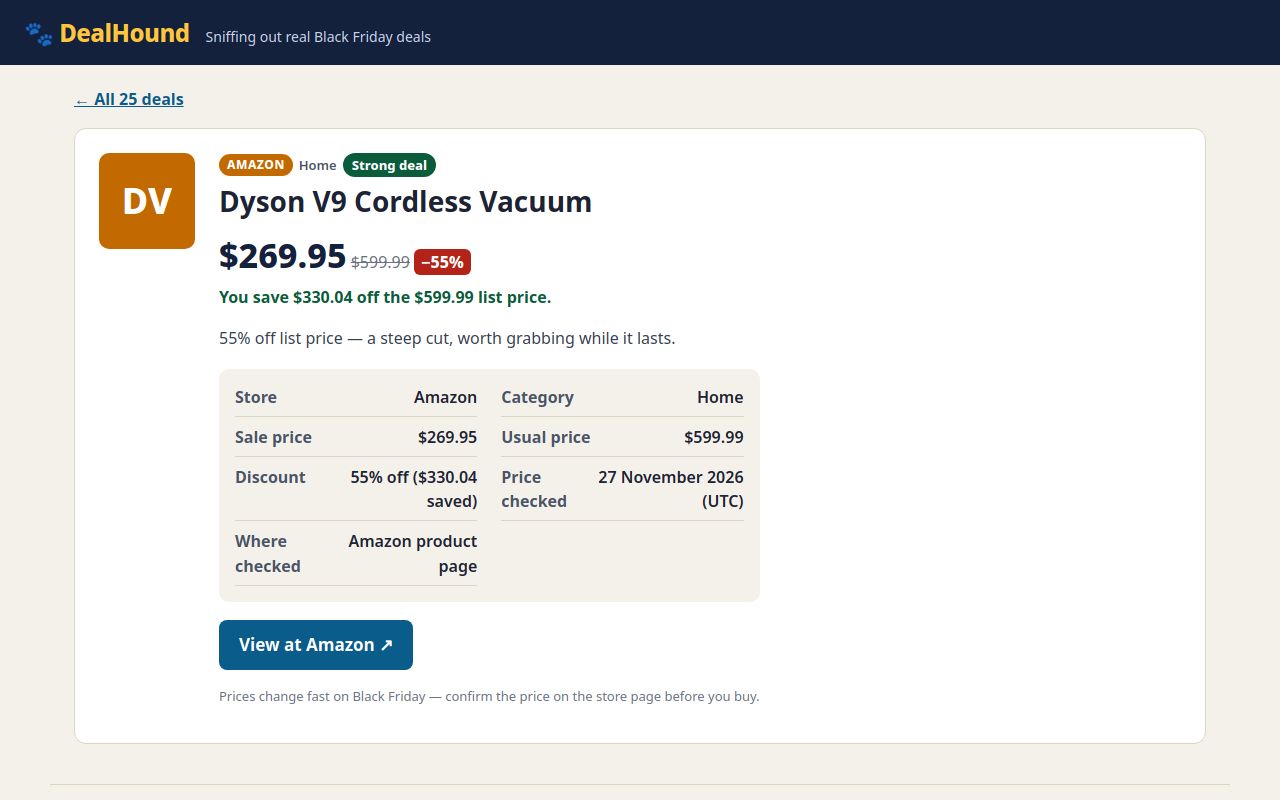 🐾 DealHound Sniffing out real Black Friday deals
← All 25 deals
DV
AMAZON Home Strong deal
Dyson V9 Cordless Vacuum
$269.95 $599.99 −55%
You save $330.04 off the $599.99 list price.
55% off list price — a steep cut, worth grabbing while it lasts.
Store Amazon
Category Home
Sale price $269.95
Usual price $599.99
Discount 55% off ($330.04
saved)
Price 27 November 2026
checked (UTC)
Where Amazon product
checked page
View at Amazon ↗
Prices change fast on Black Friday — confirm the price on the store page before you buy.